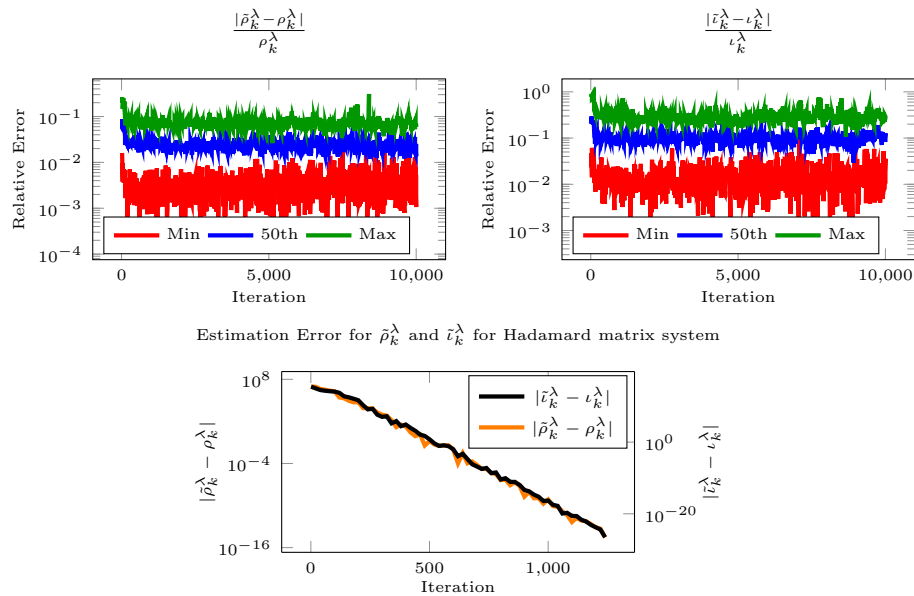 |ρ̃_k^λ − ρ_k^λ| / ρ_k^λ
10^−1
10^−2
10^−3
10^−4
Relative Error
Min 50th Max
0 5,000 10,000
Iteration
|ι̃_k^λ − ι_k^λ| / ι_k^λ
10^0
10^−1
10^−2
10^−3
Relative Error
Min 50th Max
0 5,000 10,000
Iteration
Estimation Error for ρ̃_k^λ and ι̃_k^λ for Hadamard matrix system
10^8
10^−4
10^−16
|ρ̃_k^λ − ρ_k^λ|
|ι̃_k^λ − ι_k^λ|
|ρ̃_k^λ − ρ_k^λ|
10^0
10^−20
|ι̃_k^λ − ι_k^λ|
0 500 1,000
Iteration